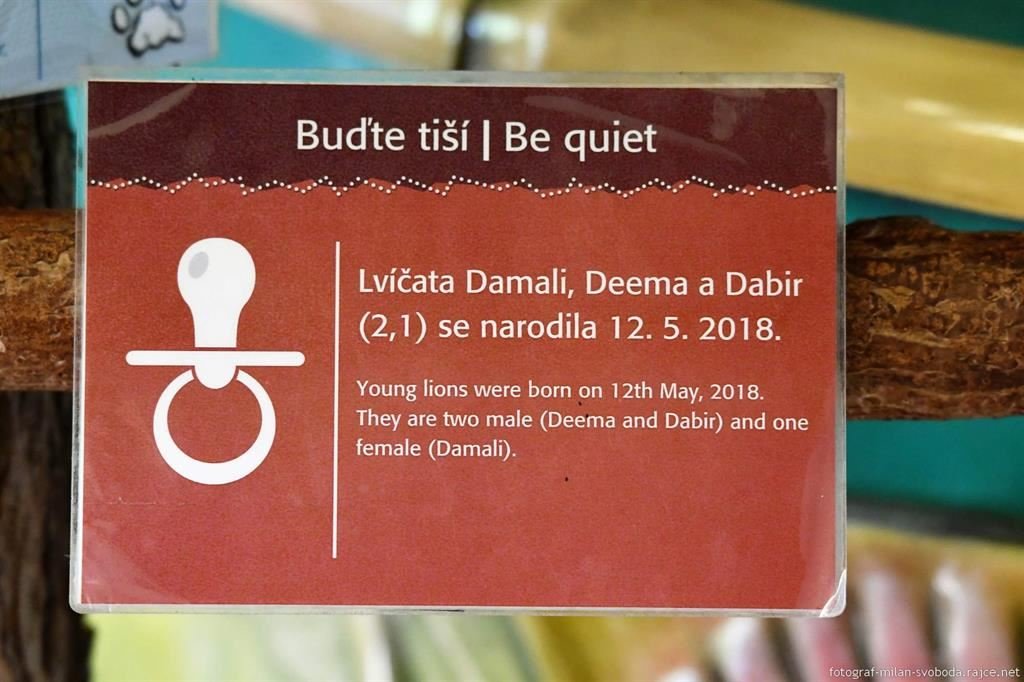 Buďte tiší | Be quiet
Lvíčata Damali, Deema a Dabir
(2,1) se narodila 12. 5. 2018.
Young lions were born on 12th May, 2018.
They are two male (Deema and Dabir) and one
female (Damali).
fotograf-milan-svoboda.rajce.net